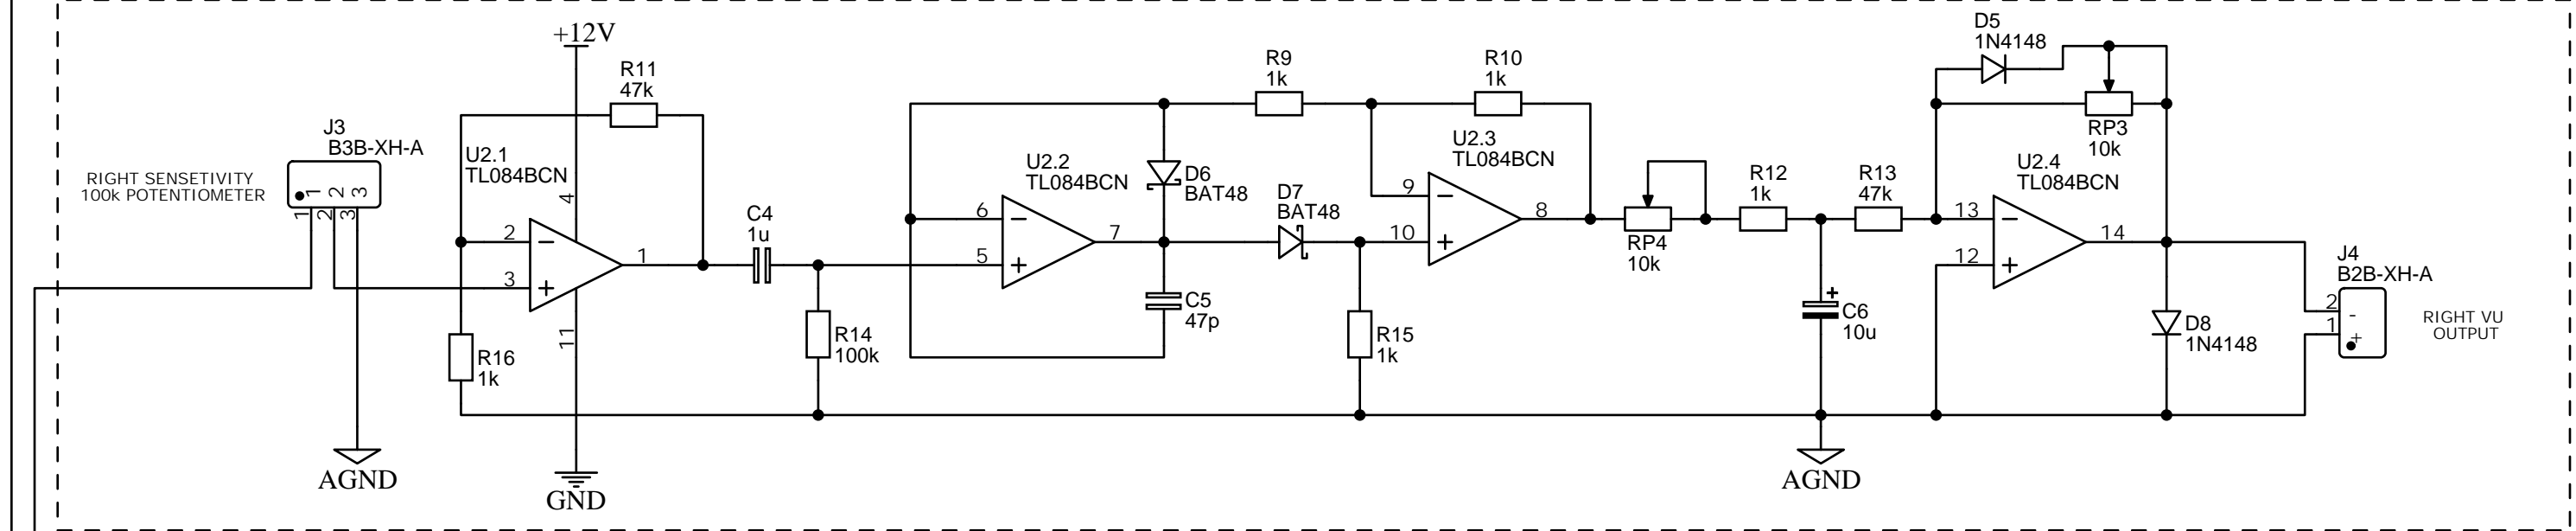 +12V
R11
47k
J3
B3B-XH-A
RIGHT SENSETIVITY
100k POTENTIOMETER
1
2
3
1
2
3
U2.1
TL084BCN
4
2
3
1
11
R16
1k
AGND
GND
C4
1u
R14
100k
U2.2
TL084BCN
6
5
7
D6
BAT48
C5
47p
D7
BAT48
R9
1k
R10
1k
U2.3
TL084BCN
9
10
8
R15
1k
RP4
10k
R12
1k
C6
10u
+
AGND
R13
47k
D5
1N4148
RP3
10k
U2.4
TL084BCN
13
12
14
D8
1N4148
J4
B2B-XH-A
2
1
-
+
RIGHT VU
OUTPUT